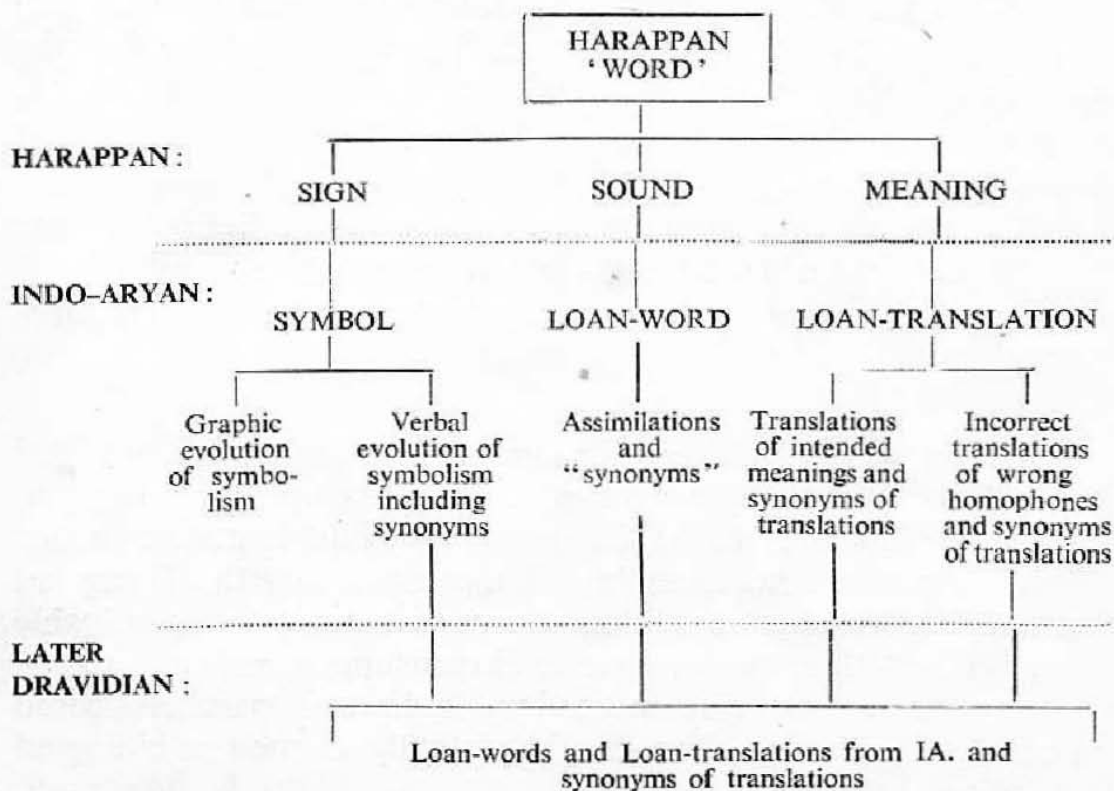 HARAPPAN
‘WORD’
HARAPPAN :
SIGN SOUND MEANING
INDO–ARYAN :
SYMBOL LOAN-WORD LOAN-TRANSLATION
Graphic
evolution
of symbo-
lism
Verbal
evolution of
symbolism
including
synonyms
Assimilations
and
“synonyms”
Translations
of intended
meanings and
synonyms of
translations
Incorrect
translations
of wrong
homophones
and synonyms
of translations
LATER
DRAVIDIAN :
Loan-words and Loan-translations from IA. and
synonyms of translations